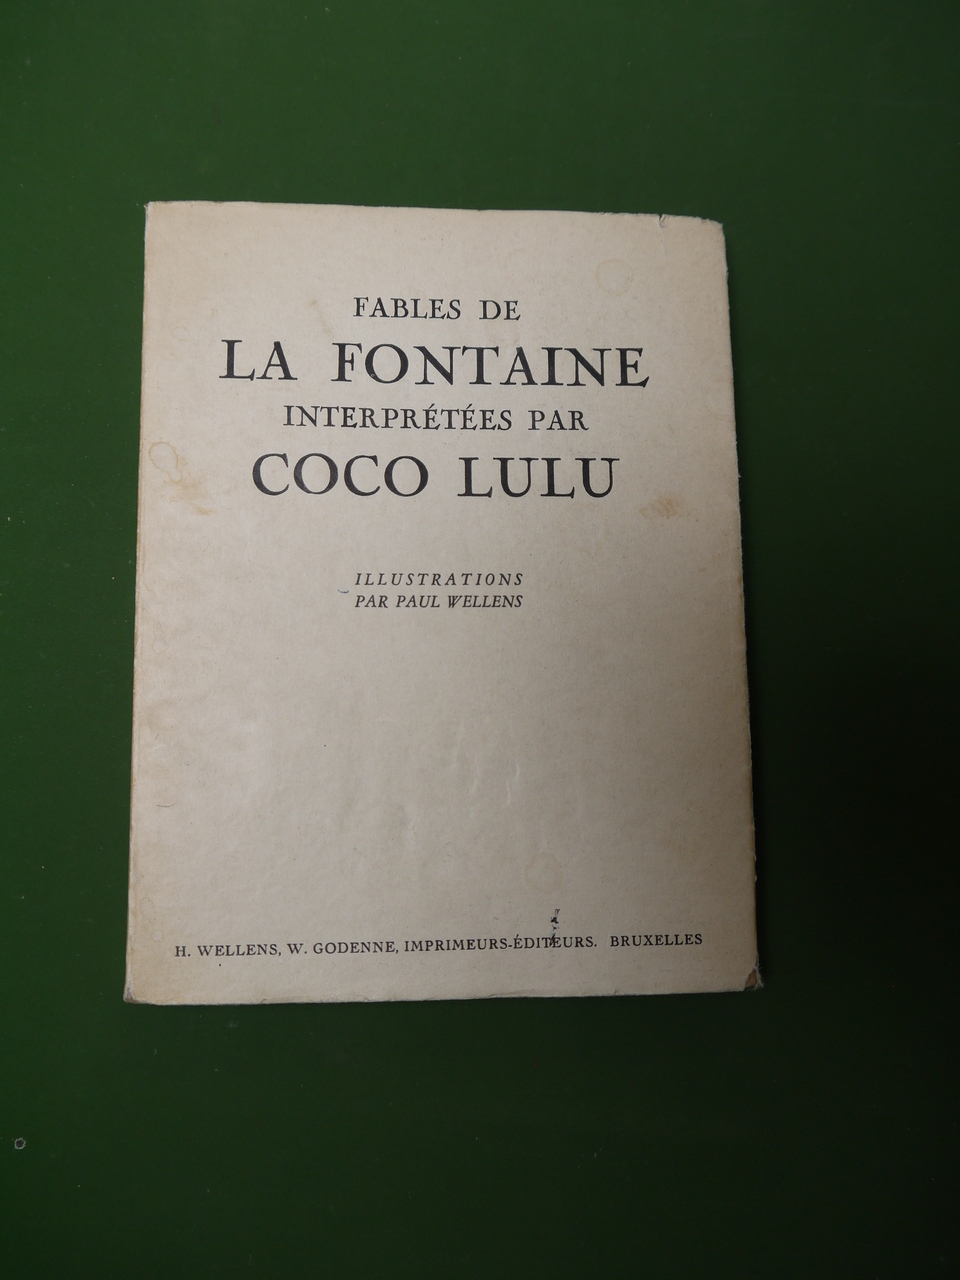 FABLES DE
LA FONTAINE
INTERPRÉTÉES PAR
COCO LULU
ILLUSTRATIONS
PAR PAUL WELLENS
H. WELLENS, W. GODENNE, IMPRIMEURS-ÉDITEURS. BRUXELLES